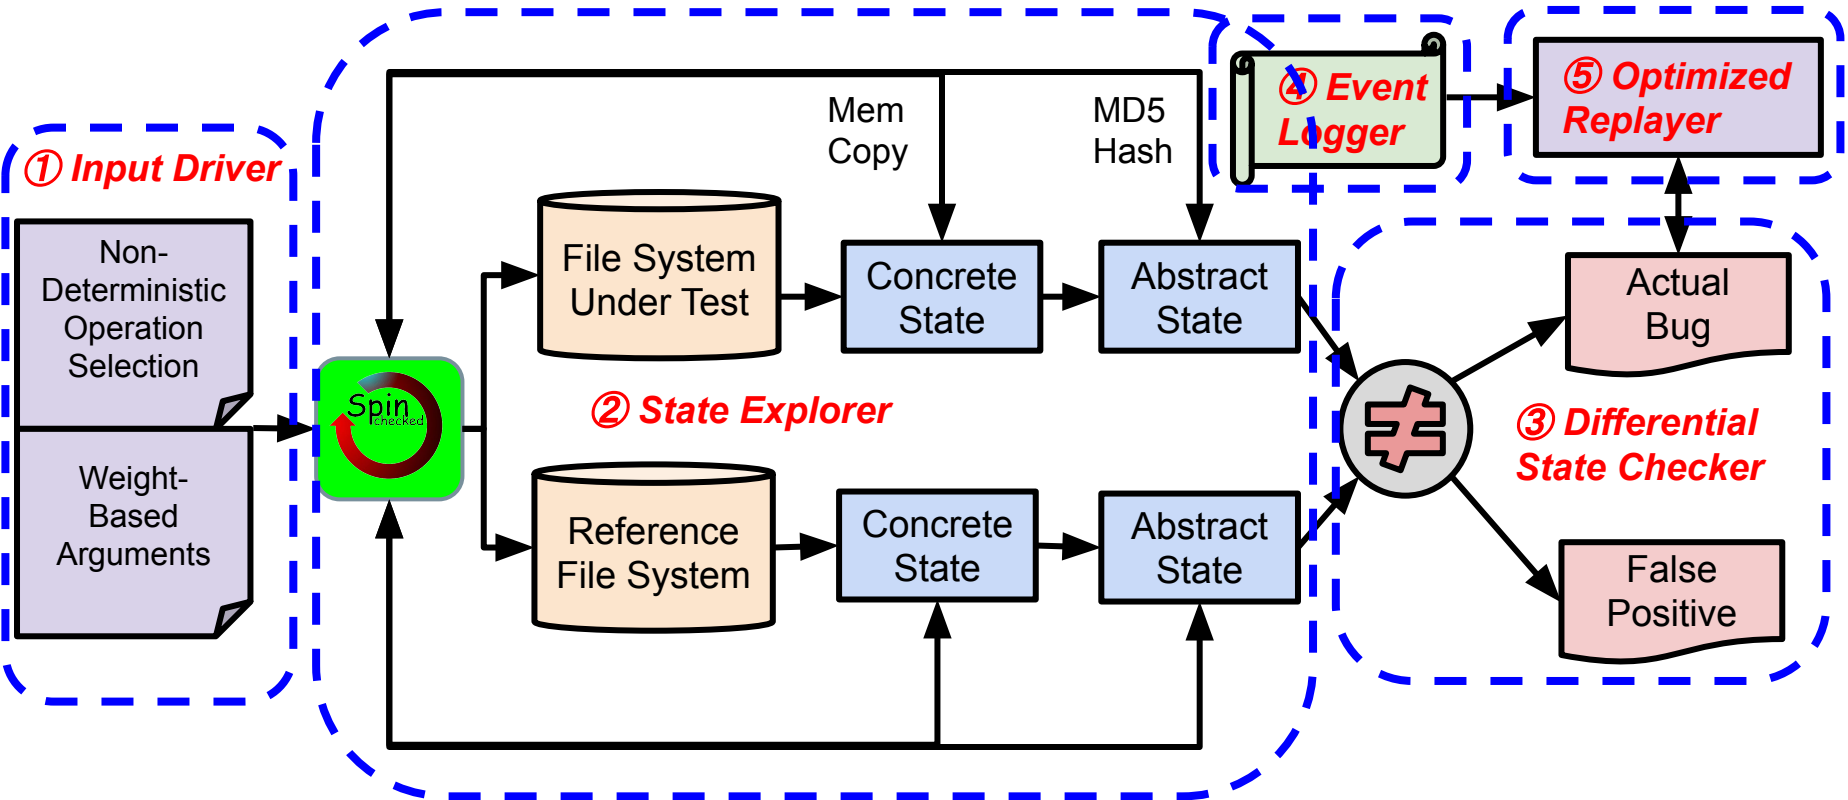 ① Input Driver
Non-
Deterministic
Operation
Selection
Weight-
Based
Arguments
Spin
checked
② State Explorer
Mem
Copy
MD5
Hash
File System
Under Test
Concrete
State
Abstract
State
Reference
File System
Concrete
State
Abstract
State
④ Event
Logger
⑤ Optimized
Replayer
Actual
Bug
③ Differential
State Checker
False
Positive